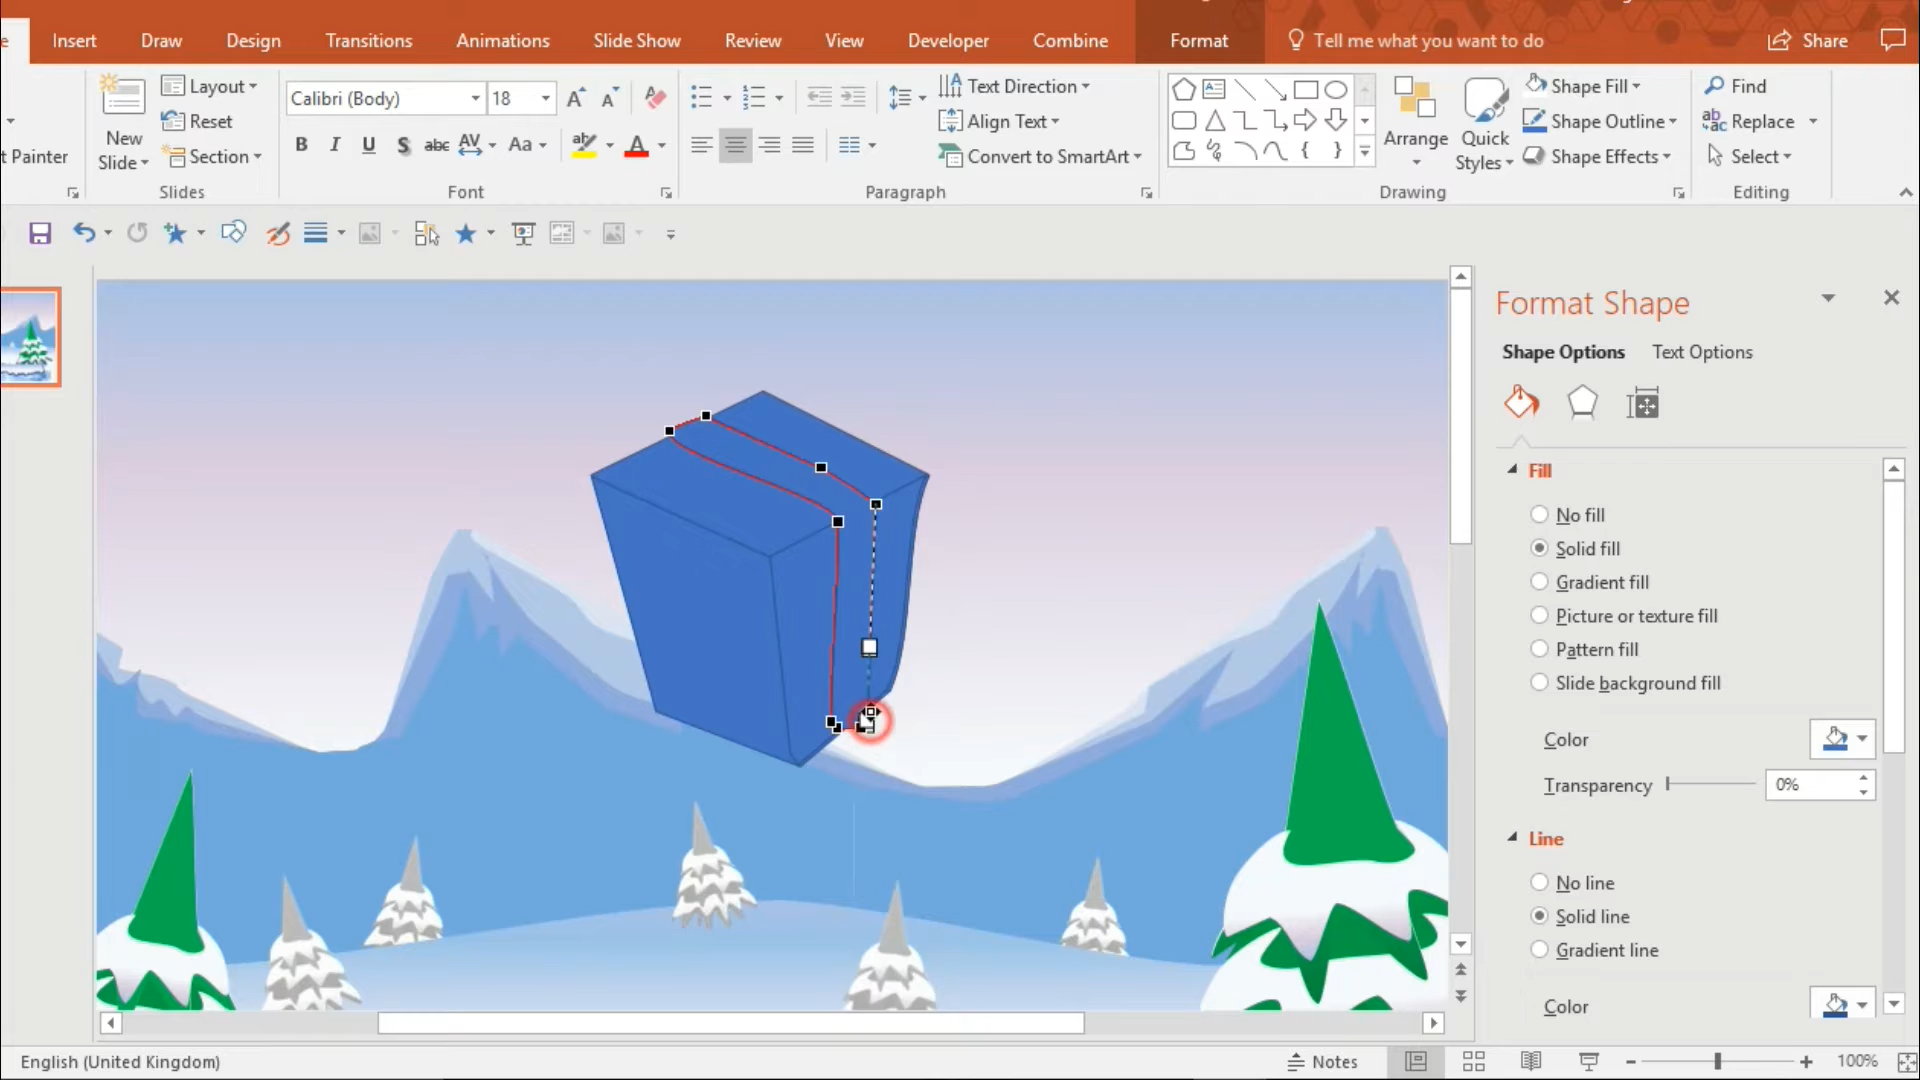 Insert Draw Design Transitions Animations Slide Show Review View Developer Combine Format Tell me what you want to do Share
New Slide
Layout
Reset
Section
t Painter
Calibri (Body) 18
B I U S abc AV Aa
ab A
Text Direction
Align Text
Convert to SmartArt
Arrange
Quick Styles
Shape Fill
Shape Outline
Shape Effects
Find
Replace
Select
Slides Font Paragraph Drawing Editing
Format Shape
Shape Options Text Options
Fill
No fill
Solid fill
Gradient fill
Picture or texture fill
Pattern fill
Slide background fill
Color
Transparency 0%
Line
No line
Solid line
Gradient line
Color
English (United Kingdom) Notes 100%